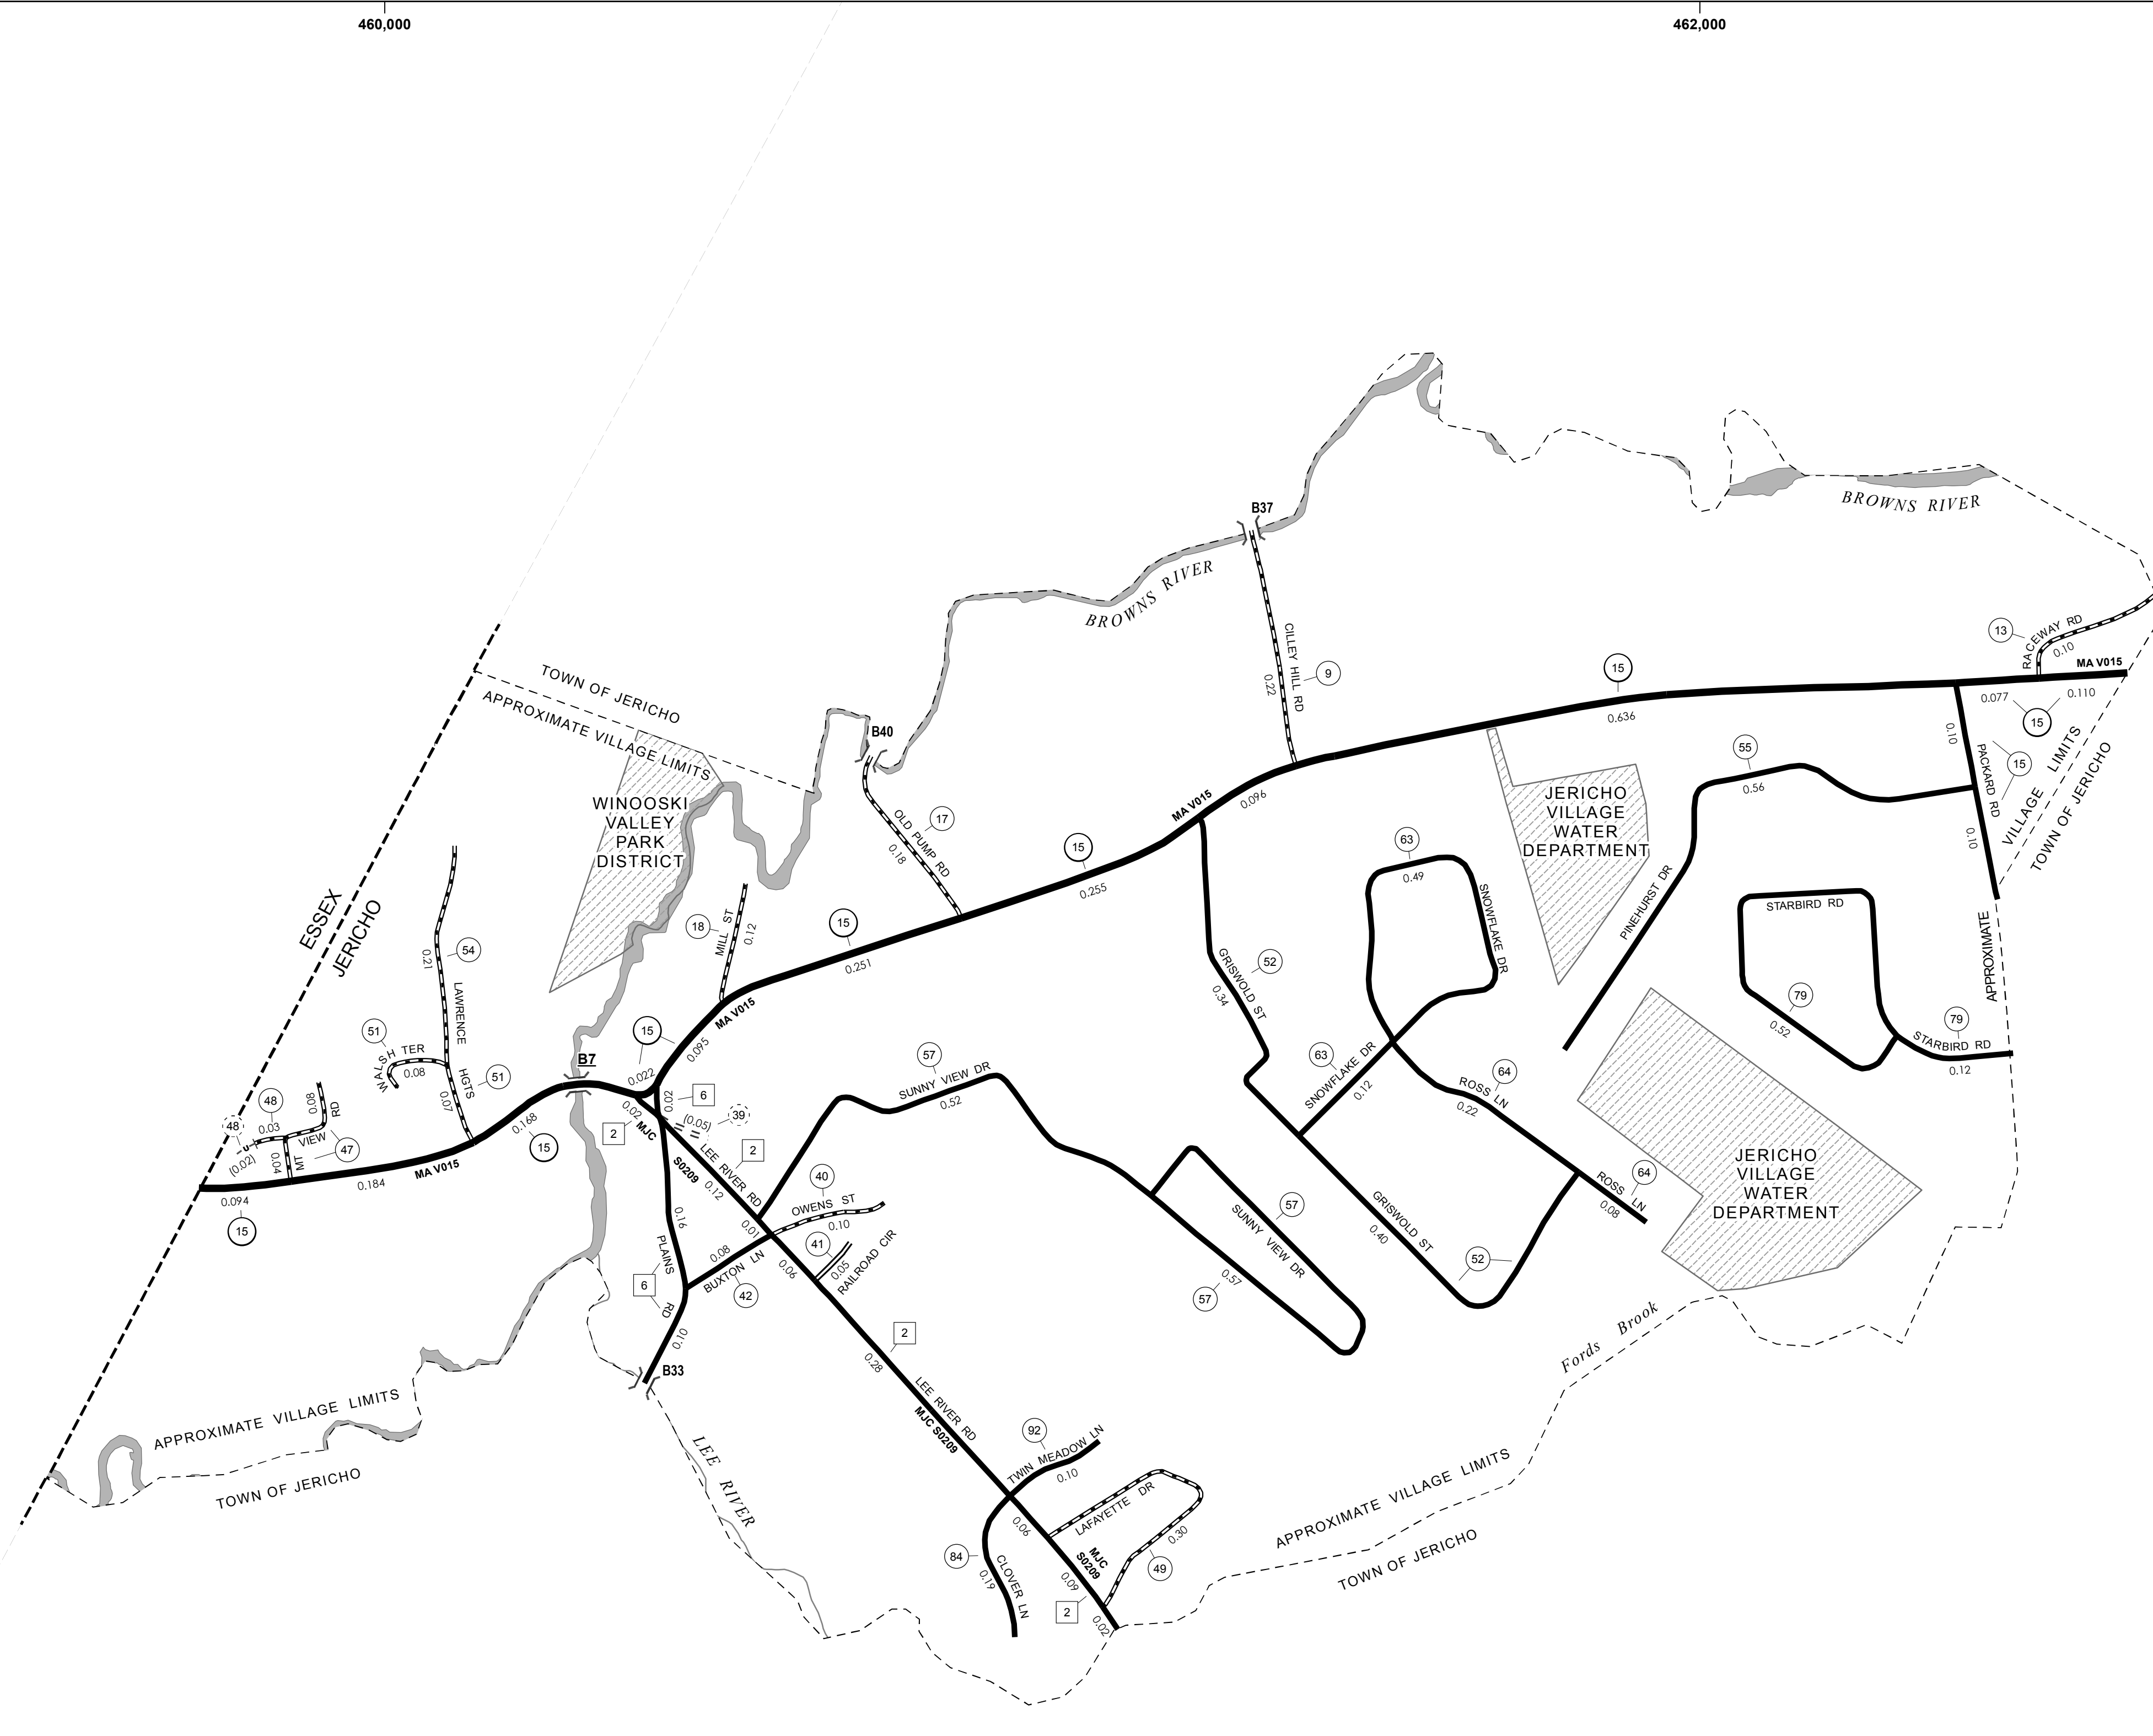 460,000
462,000
BROWNS RIVER
B37
BROWNS RIVER
13
RACEWAY RD
0.10
MA V015
TOWN OF JERICHO
APPROXIMATE VILLAGE LIMITS
B40
CILLEY HILL RD
0.22
9
15
0.636
0.077
0.110
15
WINOOSKI
VALLEY
PARK
DISTRICT
OLD PUMP RD
0.18
17
MA V015
0.096
JERICHO
VILLAGE
WATER
DEPARTMENT
55
0.56
0.10
PACKARD RD
15
0.10
VILLAGE LIMITS
TOWN OF JERICHO
APPROXIMATE
ESSEX
JERICHO
54
0.21
LAWRENCE
HGTS
18
MILL ST
0.12
15
0.251
15
0.255
GRISWOLD ST
52
0.34
63
0.49
SNOWFLAKE DR
PINEHURST DR
STARBIRD RD
79
0.52
79
STARBIRD RD
0.12
51
WALSH TER
0.08
51
0.07
B7
15
0.022
0.095
MA V015
57
SUNNY VIEW DR
0.52
63
SNOWFLAKE DR
0.12
64
ROSS LN
0.22
48
48
0.03
(0.02)
0.08
RD
VIEW
MT
0.04
47
0.168
15
MA V015
0.184
0.094
15
0.02
0.02
6
2
MJC
S0209
(0.05)
39
LEE RIVER RD
2
0.12
0.01
40
OWENS ST
0.10
0.16
PLAINS
RD
6
0.10
0.08
BUXTON LN
42
0.06
41
0.05
RAILROAD CIR
57
SUNNY VIEW DR
0.57
57
GRISWOLD ST
0.40
52
64
ROSS LN
0.08
JERICHO
VILLAGE
WATER
DEPARTMENT
B33
2
0.28
LEE RIVER RD
MJC S0209
Fords Brook
APPROXIMATE VILLAGE LIMITS
TOWN OF JERICHO
LEE RIVER
92
TWIN MEADOW LN
0.10
0.06
LAFAYETTE DR
0.30
49
MJC
S0209
0.09
84
CLOVER LN
0.19
2
0.02
APPROXIMATE VILLAGE LIMITS
TOWN OF JERICHO